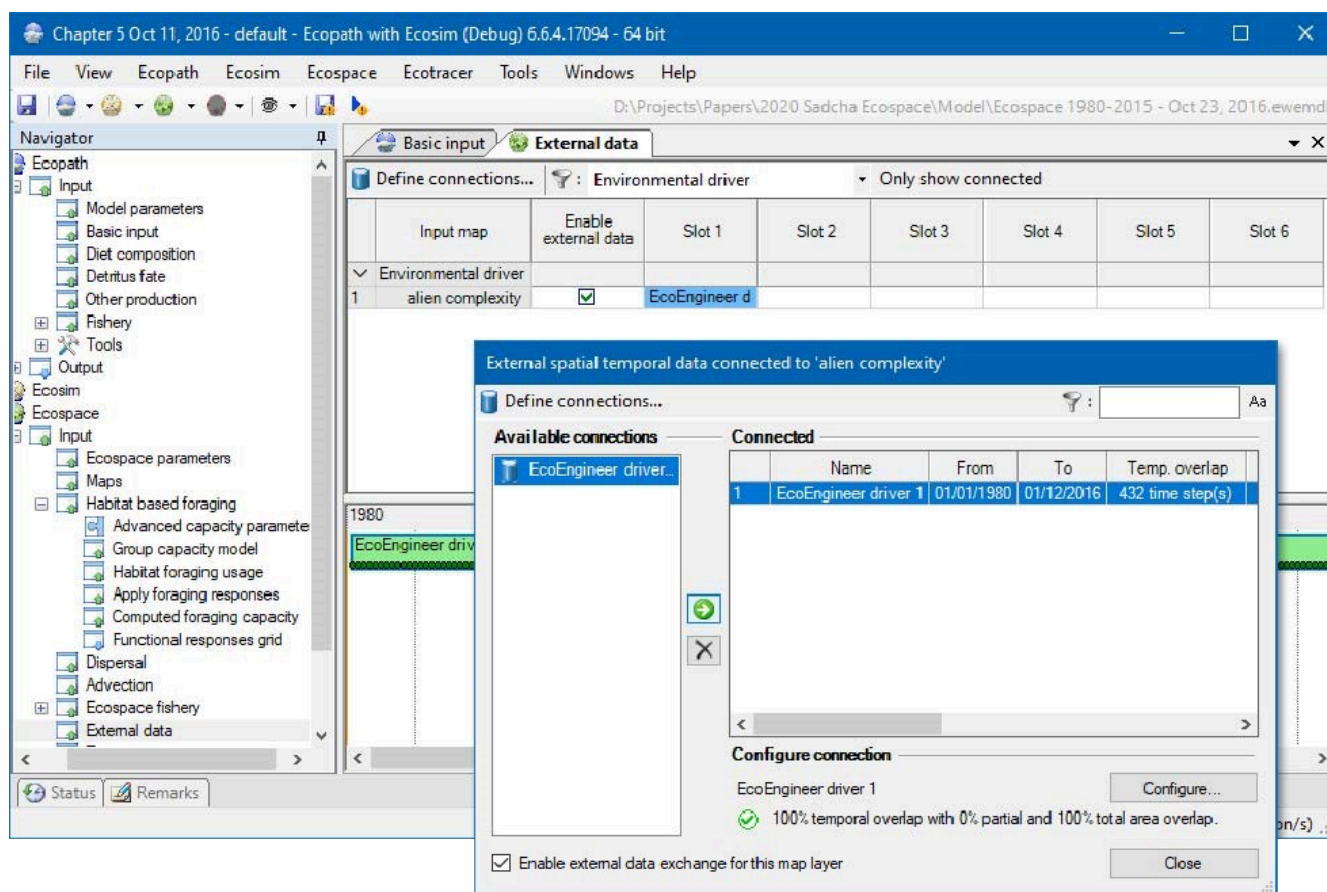 Chapter 5 Oct 11, 2016 - default - Ecopath with Ecosim (Debug) 6.6.4.17094 - 64 bit
File View Ecopath Ecosim Ecospace Ecotracer Tools Windows Help
D:\Projects\Papers\2020 Sadcha Ecospace\Model\Ecospace 1980-2015 - Oct 23, 2016.ewemd
Navigator
Ecopath
Input
Model parameters
Basic input
Diet composition
Detritus fate
Other production
Fishery
Tools
Output
Ecosim
Ecospace
Input
Ecospace parameters
Maps
Habitat based foraging
Advanced capacity paramete
Group capacity model
Habitat foraging usage
Apply foraging responses
Computed foraging capacity
Functional responses grid
Dispersal
Advection
Ecospace fishery
External data
Status Remarks
Basic input External data
Define connections... : Environmental driver Only show connected
Input map Enable external data Slot 1 Slot 2 Slot 3 Slot 4 Slot 5 Slot 6
Environmental driver
1 alien complexity EcoEngineer d
1980
EcoEngineer driv
External spatial temporal data connected to 'alien complexity'
Define connections... : Aa
Available connections
EcoEngineer driver...
Connected
Name From To Temp. overlap
1 EcoEngineer driver 1 01/01/1980 01/12/2016 432 time step(s)
Configure connection
EcoEngineer driver 1 Configure...
100% temporal overlap with 0% partial and 100% total area overlap.
Enable external data exchange for this map layer Close
on/s)